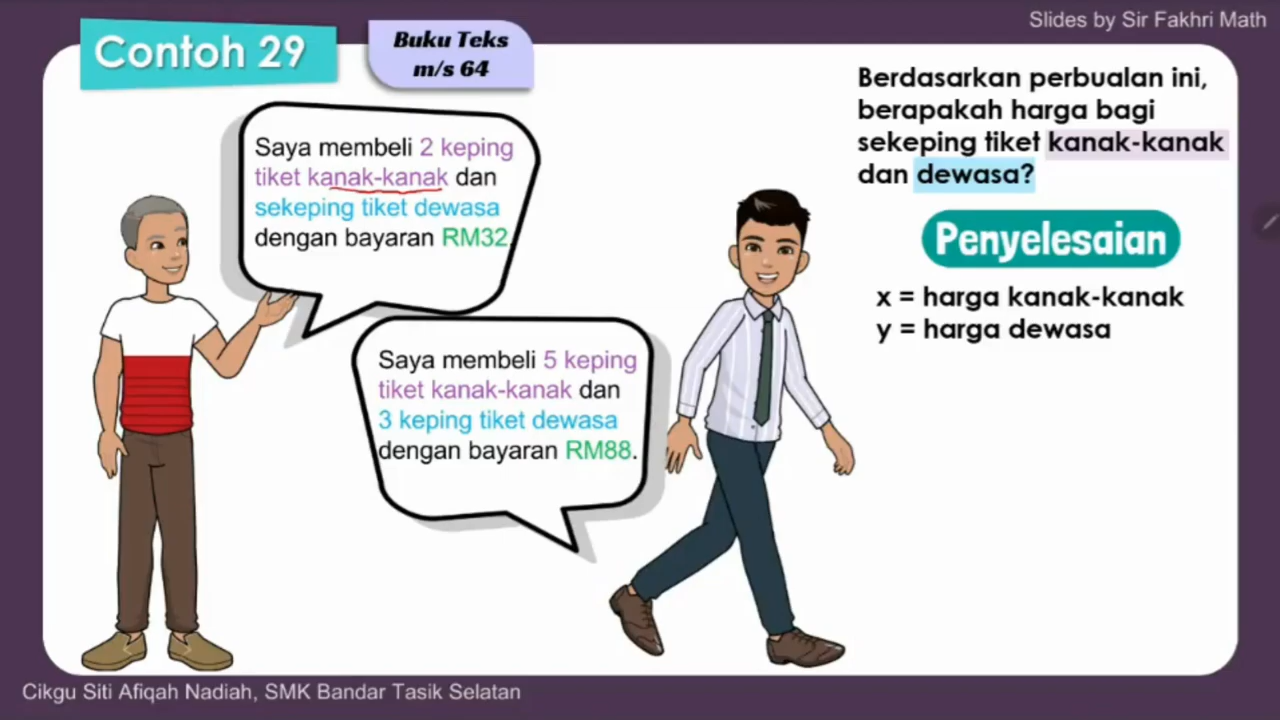 Slides by Sir Fakhri Math
Contoh 29
Buku Teks
m/s 64
Saya membeli 2 keping
tiket kanak-kanak dan
sekeping tiket dewasa
dengan bayaran RM32.
Saya membeli 5 keping
tiket kanak-kanak dan
3 keping tiket dewasa
dengan bayaran RM88.
Berdasarkan perbualan ini,
berapakah harga bagi
sekeping tiket kanak-kanak
dan dewasa?
Penyelesaian
x = harga kanak-kanak
y = harga dewasa
Cikgu Siti Afiqah Nadiah, SMK Bandar Tasik Selatan